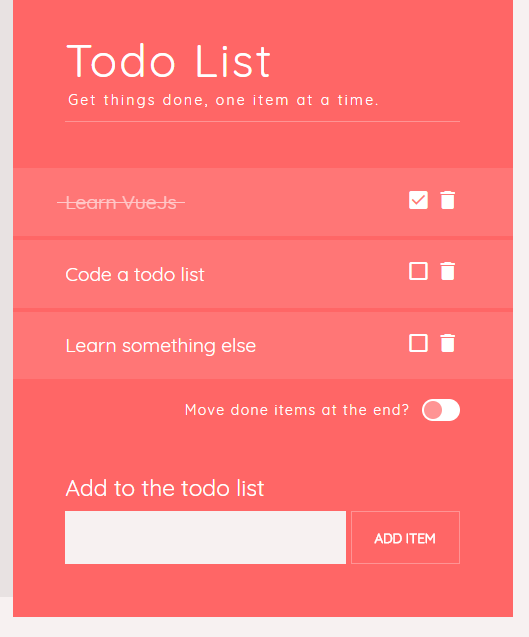 Todo List
Get things done, one item at a time.
Learn VueJs
Code a todo list
Learn something else
Move done items at the end?
Add to the todo list
ADD ITEM